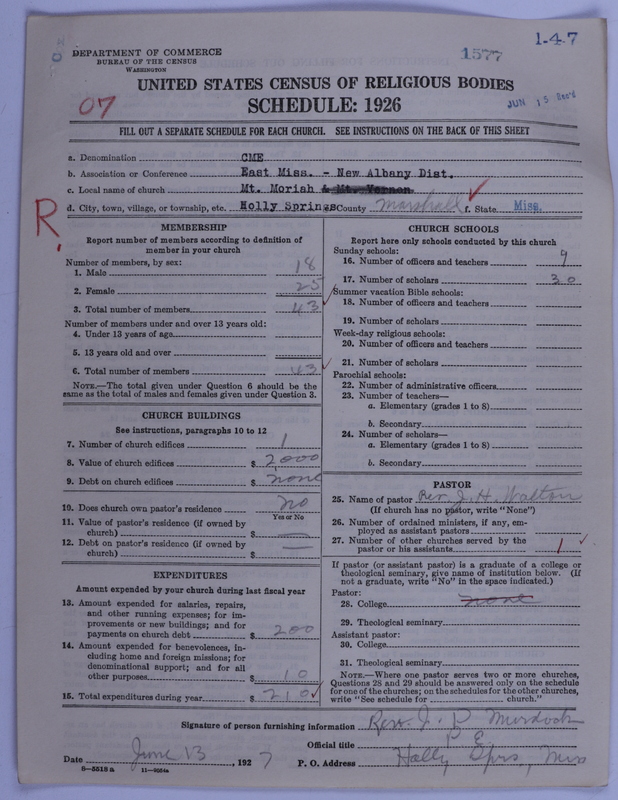 1-47
1577
DEPARTMENT OF COMMERCE
BUREAU OF THE CENSUS
WASHINGTON
UNITED STATES CENSUS OF RELIGIOUS BODIES
07
SCHEDULE: 1926
JUN 15 Rec'd
FILL OUT A SEPARATE SCHEDULE FOR EACH CHURCH. SEE INSTRUCTIONS ON THE BACK OF THIS SHEET
a. Denomination CME
b. Association or Conference East Miss. - New Albany Dist.
c. Local name of church Mt. Moriah & Mt. Vernon
d. City, town, village, or township, etc. Holly Springs County Marshall f. State Miss.
R.
MEMBERSHIP
Report number of members according to definition of
member in your church
Number of members, by sex:
1. Male 18
2. Female 25
3. Total number of members 43
Number of members under and over 13 years old:
4. Under 13 years of age
5. 13 years old and over
6. Total number of members 43
NOTE.—The total given under Question 6 should be the
same as the total of males and females given under Question 3.
CHURCH BUILDINGS
See instructions, paragraphs 10 to 12
7. Number of church edifices 1
8. Value of church edifices $ 2,000
9. Debt on church edifices $ none
10. Does church own pastor's residence no
Yes or No
11. Value of pastor's residence (if owned by
church) $ —
12. Debt on pastor's residence (if owned by
church) $ —
EXPENDITURES
Amount expended by your church during last fiscal year
13. Amount expended for salaries, repairs,
and other running expenses; for im-
provements or new buildings; and for
payments on church debt $ 200
14. Amount expended for benevolences, in-
cluding home and foreign missions; for
denominational support; and for all
other purposes $ 10
15. Total expenditures during year $ 210
CHURCH SCHOOLS
Report here only schools conducted by this church
Sunday schools:
16. Number of officers and teachers 9
17. Number of scholars 30
Summer vacation Bible schools:
18. Number of officers and teachers
19. Number of scholars
Week-day religious schools:
20. Number of officers and teachers
21. Number of scholars
Parochial schools:
22. Number of administrative officers
23. Number of teachers—
a. Elementary (grades 1 to 8)
b. Secondary
24. Number of scholars—
a. Elementary (grades 1 to 8)
b. Secondary
PASTOR
25. Name of pastor Rev. J. H. Walton
(If church has no pastor, write "None")
26. Number of ordained ministers, if any, em-
ployed as assistant pastors
27. Number of other churches served by the
pastor or his assistants 1
If pastor (or assistant pastor) is a graduate of a college or
theological seminary, give name of institution below. (If
not a graduate, write "No" in the space indicated.)
Pastor:
28. College none
29. Theological seminary
Assistant pastor:
30. College
31. Theological seminary
NOTE.—Where one pastor serves two or more churches,
Questions 28 and 29 should be answered only on the schedule
for one of the churches; on the schedules for the other churches,
write "See schedule for church."
Signature of person furnishing information Rev. J. P. Murdock
Official title P. E.
Date June 13, 1927 P. O. Address Holly Sprs., Miss
8—5518a 11—9564a